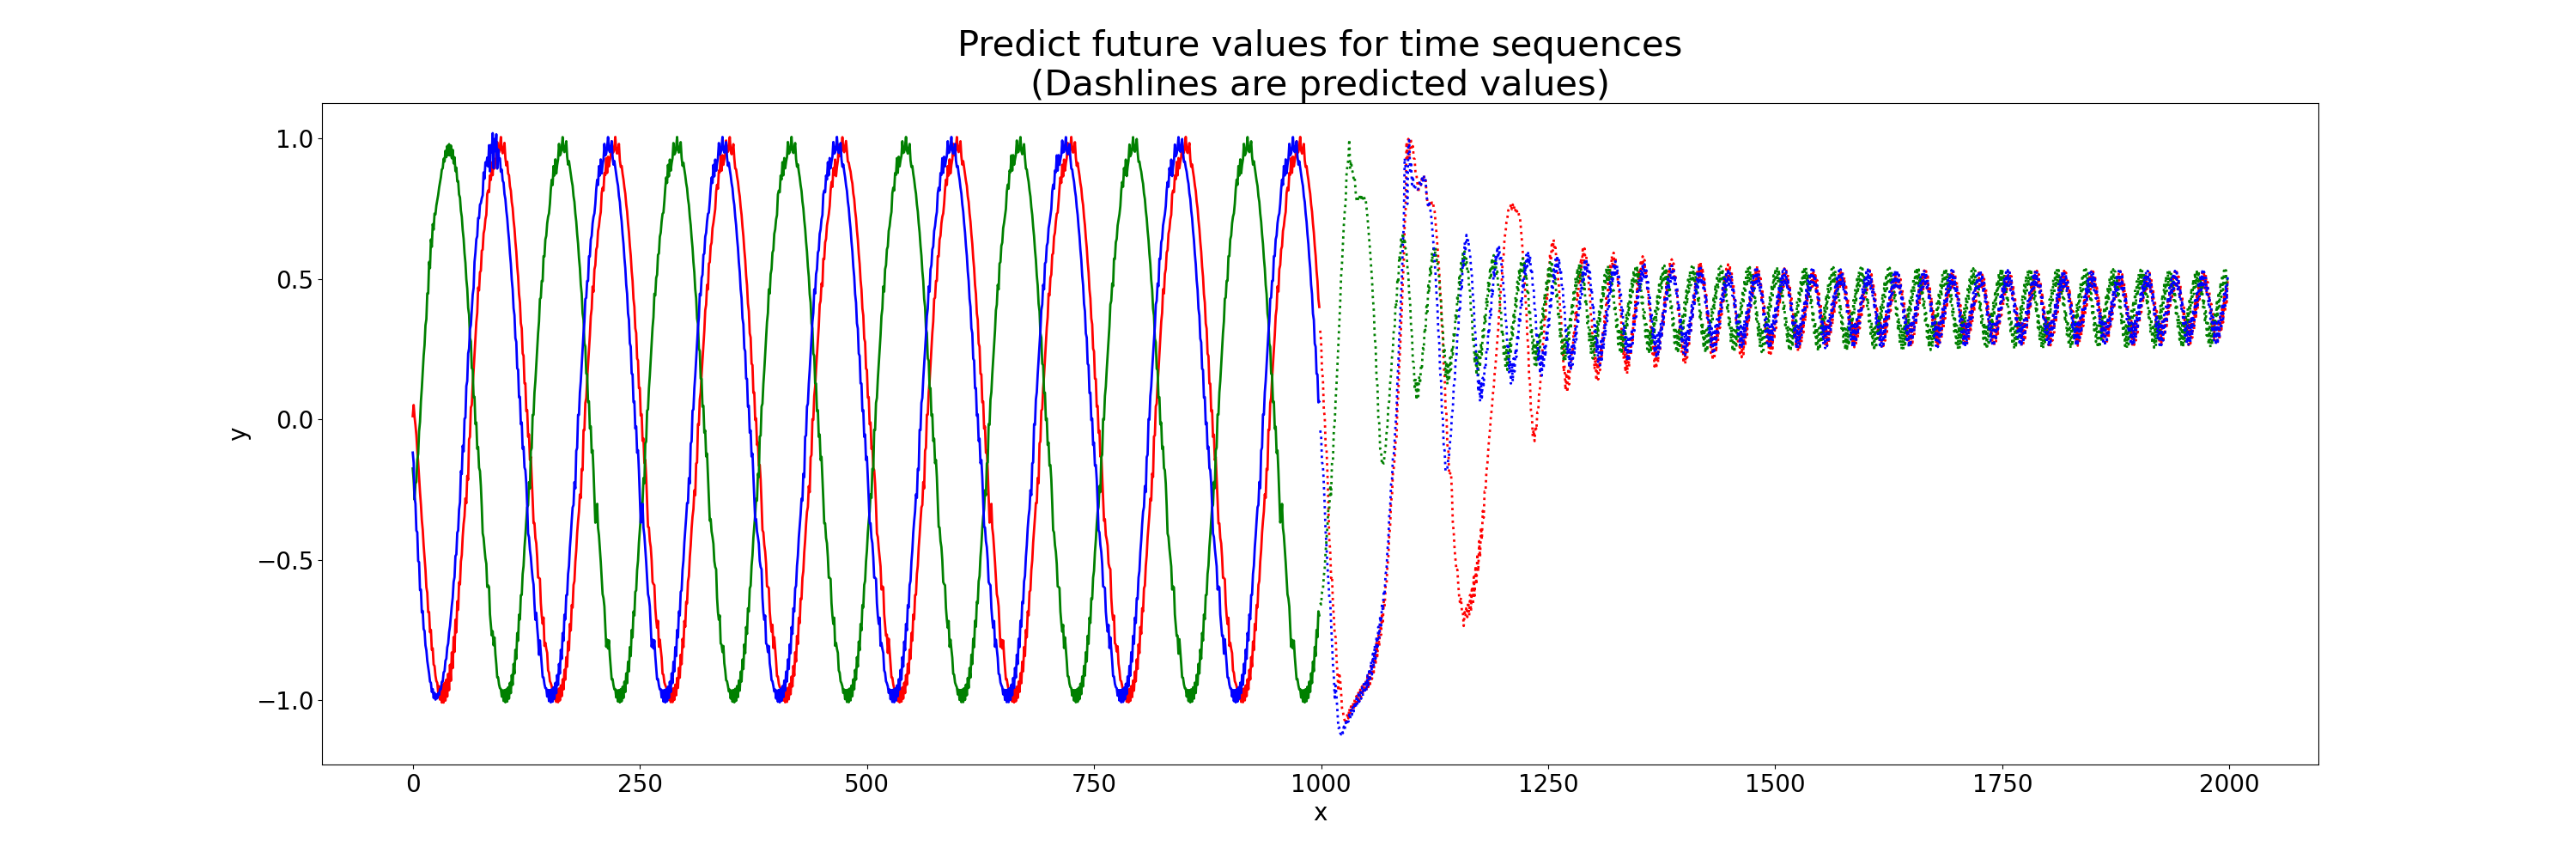 Predict future values for time sequences
(Dashlines are predicted values)
1.0
0.5
0.0
−0.5
−1.0
y
0 250 500 750 1000 1250 1500 1750 2000
x